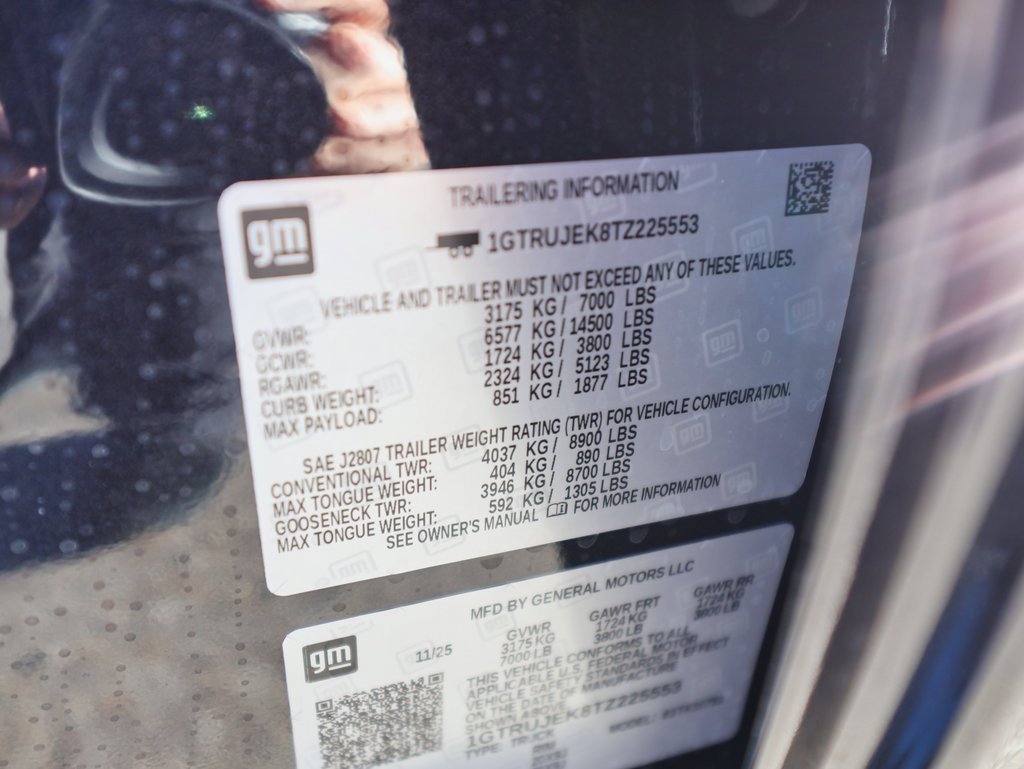 gm
TRAILERING INFORMATION
1GTRUJEK8TZ225553
VEHICLE AND TRAILER MUST NOT EXCEED ANY OF THESE VALUES.
GVWR: 3175 KG / 7000 LBS
GCWR: 6577 KG / 14500 LBS
RGAWR: 1724 KG / 3800 LBS
CURB WEIGHT: 2324 KG / 5123 LBS
MAX PAYLOAD: 851 KG / 1877 LBS
SAE J2807 TRAILER WEIGHT RATING (TWR) FOR VEHICLE CONFIGURATION.
CONVENTIONAL TWR: 4037 KG / 8900 LBS
MAX TONGUE WEIGHT: 404 KG / 890 LBS
GOOSENECK TWR: 3946 KG / 8700 LBS
MAX TONGUE WEIGHT: 592 KG / 1305 LBS
SEE OWNER'S MANUAL FOR MORE INFORMATION
gm
MFD BY GENERAL MOTORS LLC
11/25 GVWR GAWR FRT GAWR RR
3175 KG 1724 KG 1724 KG
7000 LB 3800 LB 3800 LB
THIS VEHICLE CONFORMS TO ALL
APPLICABLE U.S. FEDERAL MOTOR
VEHICLE SAFETY STANDARDS IN EFFECT
ON THE DATE OF MANUFACTURE
SHOWN ABOVE.
1GTRUJEK8TZ225553
TYPE: TRUCK MODEL:
RIM